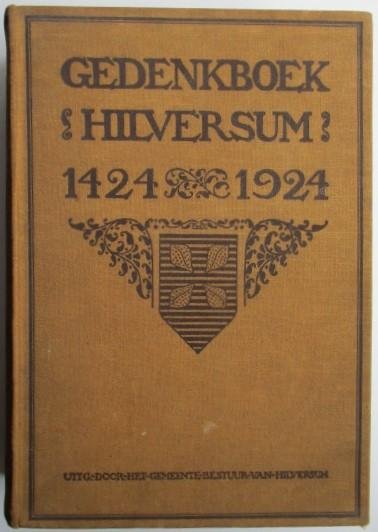 GEDENKBOEK
HILVERSUM
1424 1924
UITG: DOOR HET GEMEENTE BESTUUR VAN HILVERSUM